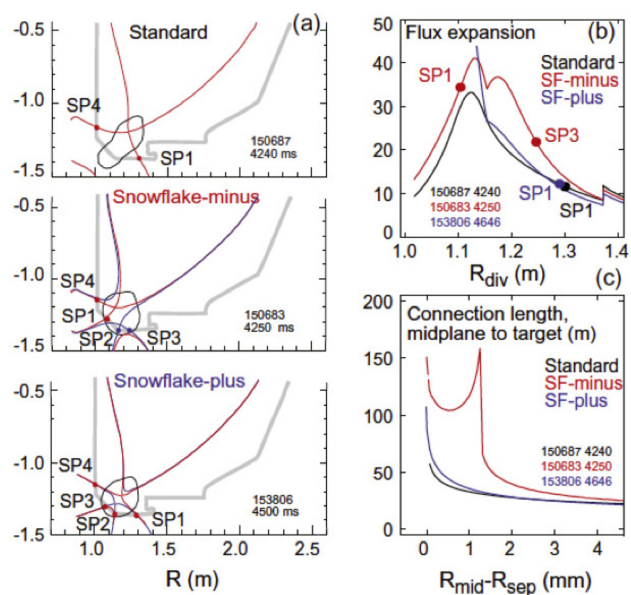 Standard
(a)
-1.0
SP4
-1.5
SP1
150687
4240 ms
Snowflake-minus
-0.5
-1.0
SP4
SP1
SP2
SP3
-1.5
150683
4250 ms
Snowflake-plus
-0.5
-1.0
SP4
SP3
SP2
SP1
-1.5
153806
4500 ms
1.0 1.5 2.0 2.5
R (m)
50
Flux expansion
(b)
Standard
SF-minus
SF-plus
40
SP1
30
SP3
20
SP1
SP1
10
150687 4240
150683 4250
153806 4646
0
1.0 1.1 1.2 1.3 1.4
R div (m)
(c)
200
Connection length,
midplane to target (m)
Standard
SF-minus
SF-plus
150
100
150687 4240
150683 4250
153806 4646
50
0
0 1 2 3 4
R mid-R sep (mm)